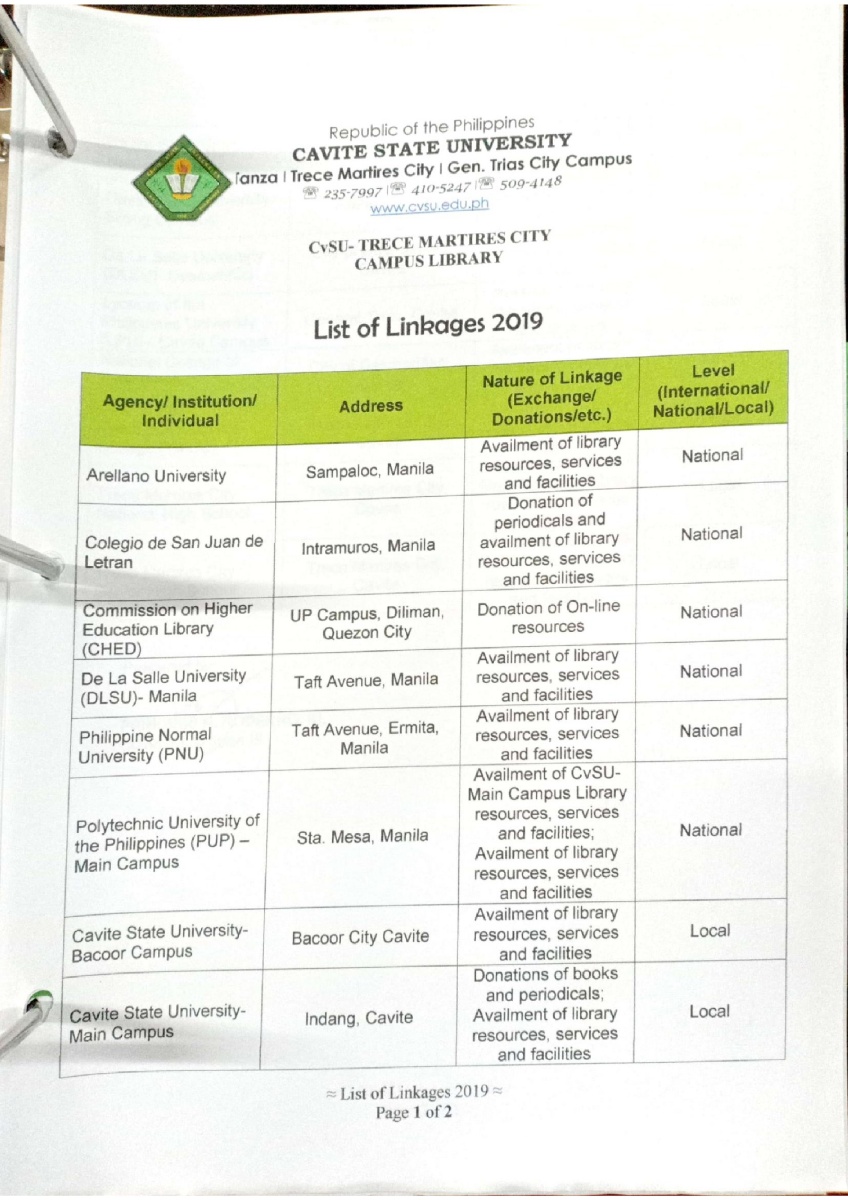 Republic of the Philippines
CAVITE STATE UNIVERSITY
Tanza | Trece Martires City | Gen. Trias City Campus
☏ 235-7997 |☏ 410-5247 |☏ 509-4148
www.cvsu.edu.ph
CvSU- TRECE MARTIRES CITY
CAMPUS LIBRARY
List of Linkages 2019
Agency/ Institution/
Individual
Address
Nature of Linkage
(Exchange/
Donations/etc.)
Level
(International/
National/Local)
Arellano University
Sampaloc, Manila
Availment of library
resources, services
and facilities
National
Colegio de San Juan de
Letran
Intramuros, Manila
Donation of
periodicals and
availment of library
resources, services
and facilities
National
Commission on Higher
Education Library
(CHED)
UP Campus, Diliman,
Quezon City
Donation of On-line
resources
National
De La Salle University
(DLSU)- Manila
Taft Avenue, Manila
Availment of library
resources, services
and facilities
National
Philippine Normal
University (PNU)
Taft Avenue, Ermita,
Manila
Availment of library
resources, services
and facilities
National
Polytechnic University of
the Philippines (PUP) –
Main Campus
Sta. Mesa, Manila
Availment of CvSU-
Main Campus Library
resources, services
and facilities;
Availment of library
resources, services
and facilities
National
Cavite State University-
Bacoor Campus
Bacoor City Cavite
Availment of library
resources, services
and facilities
Local
Cavite State University-
Main Campus
Indang, Cavite
Donations of books
and periodicals;
Availment of library
resources, services
and facilities
Local
≈ List of Linkages 2019 ≈
Page 1 of 2